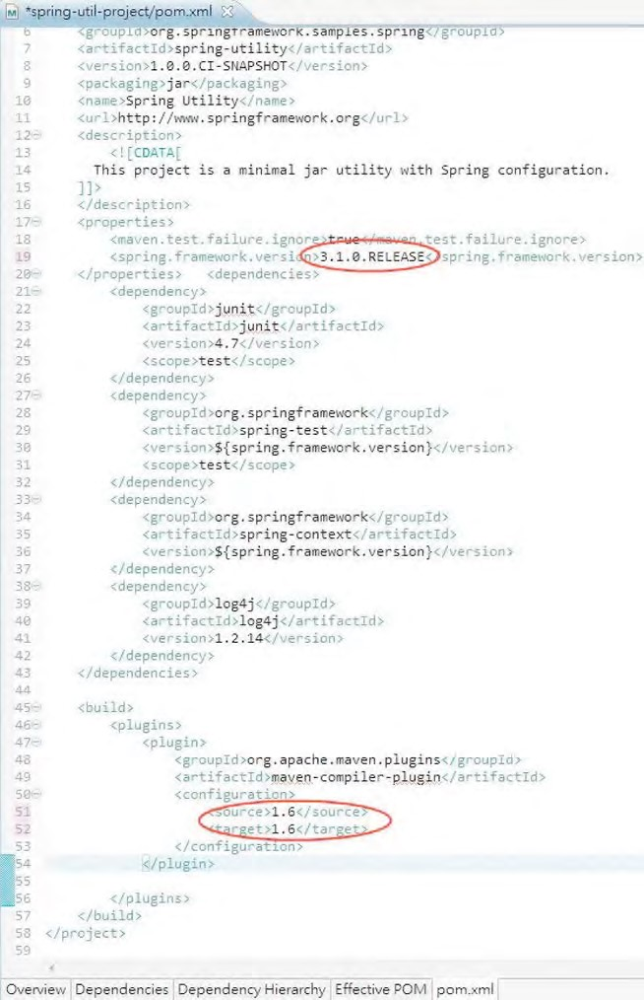 *spring-util-project/pom.xml
6 <groupId>org.springframework.samples.spring</groupId>
7 <artifactId>spring-utility</artifactId>
8 <version>1.0.0.CI-SNAPSHOT</version>
9 <packaging>jar</packaging>
10 <name>Spring Utility</name>
11 <url>http://www.springframework.org</url>
12 <description>
13 <![CDATA[
14 This project is a minimal jar utility with Spring configuration.
15 ]]>
16 </description>
17 <properties>
18 <maven.test.failure.ignore>true</maven.test.failure.ignore>
19 <spring.framework.version>3.1.0.RELEASE</spring.framework.version>
20 </properties> <dependencies>
21 <dependency>
22 <groupId>junit</groupId>
23 <artifactId>junit</artifactId>
24 <version>4.7</version>
25 <scope>test</scope>
26 </dependency>
27 <dependency>
28 <groupId>org.springframework</groupId>
29 <artifactId>spring-test</artifactId>
30 <version>${spring.framework.version}</version>
31 <scope>test</scope>
32 </dependency>
33 <dependency>
34 <groupId>org.springframework</groupId>
35 <artifactId>spring-context</artifactId>
36 <version>${spring.framework.version}</version>
37 </dependency>
38 <dependency>
39 <groupId>log4j</groupId>
40 <artifactId>log4j</artifactId>
41 <version>1.2.14</version>
42 </dependency>
43 </dependencies>
44
45 <build>
46 <plugins>
47 <plugin>
48 <groupId>org.apache.maven.plugins</groupId>
49 <artifactId>maven-compiler-plugin</artifactId>
50 <configuration>
51 <source>1.6</source>
52 <target>1.6</target>
53 </configuration>
54 </plugin>
55
56 </plugins>
57 </build>
58 </project>
59
Overview Dependencies Dependency Hierarchy Effective POM pom.xml